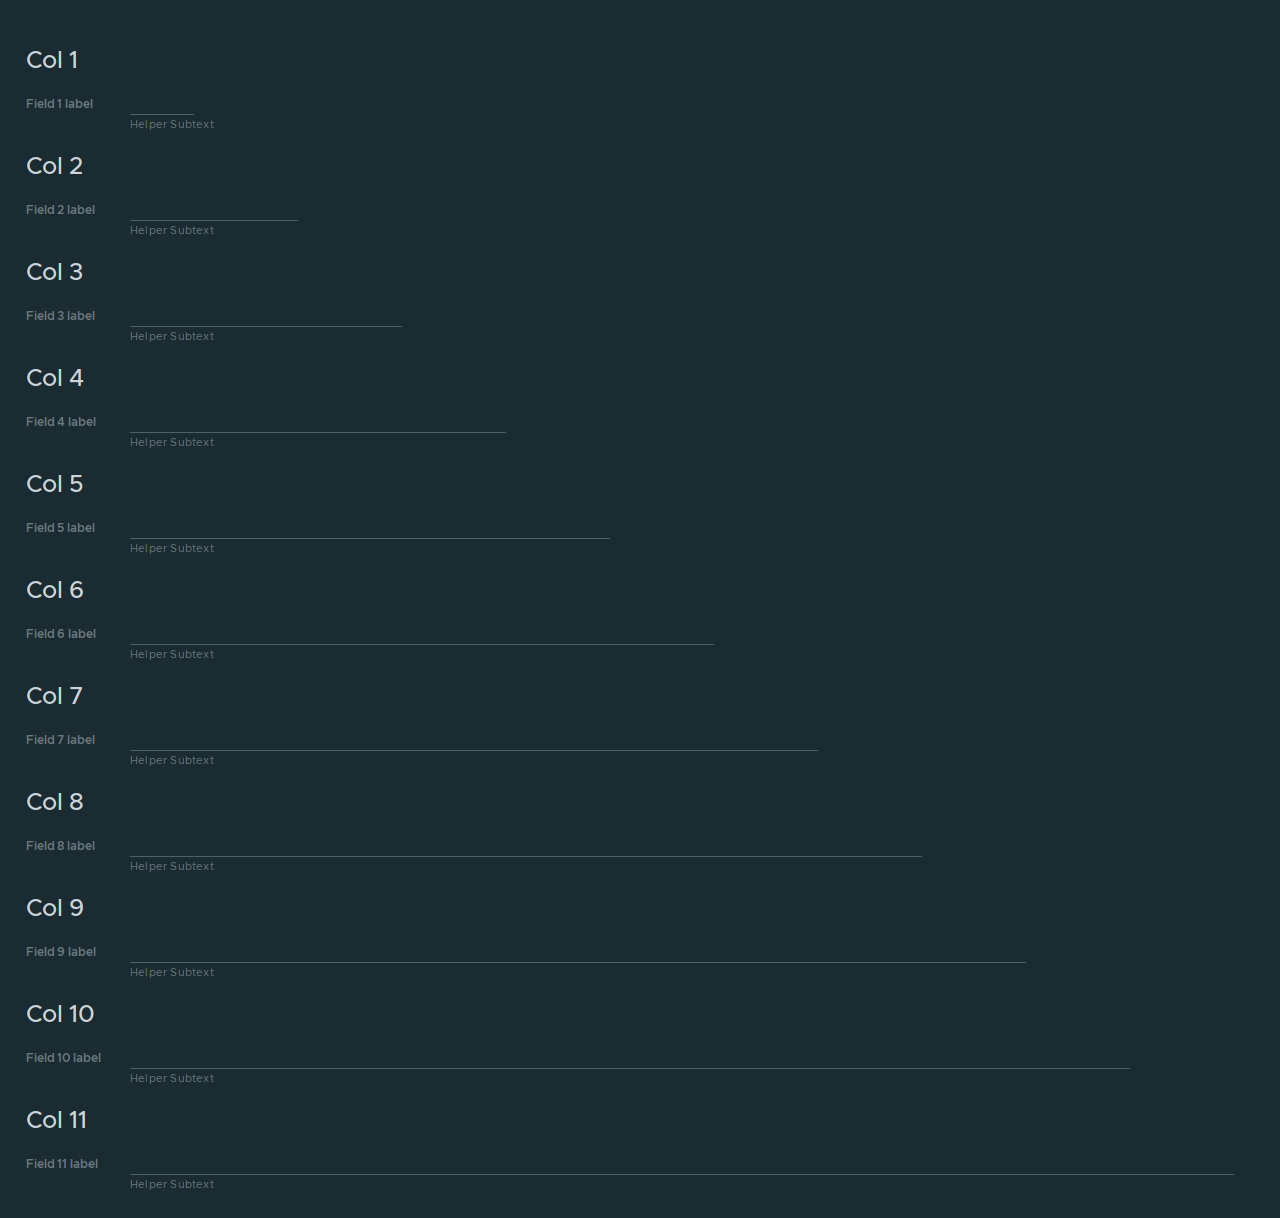 Col 1
Field 1 label
Helper Subtext
Col 2
Field 2 label
Helper Subtext
Col 3
Field 3 label
Helper Subtext
Col 4
Field 4 label
Helper Subtext
Col 5
Field 5 label
Helper Subtext
Col 6
Field 6 label
Helper Subtext
Col 7
Field 7 label
Helper Subtext
Col 8
Field 8 label
Helper Subtext
Col 9
Field 9 label
Helper Subtext
Col 10
Field 10 label
Helper Subtext
Col 11
Field 11 label
Helper Subtext